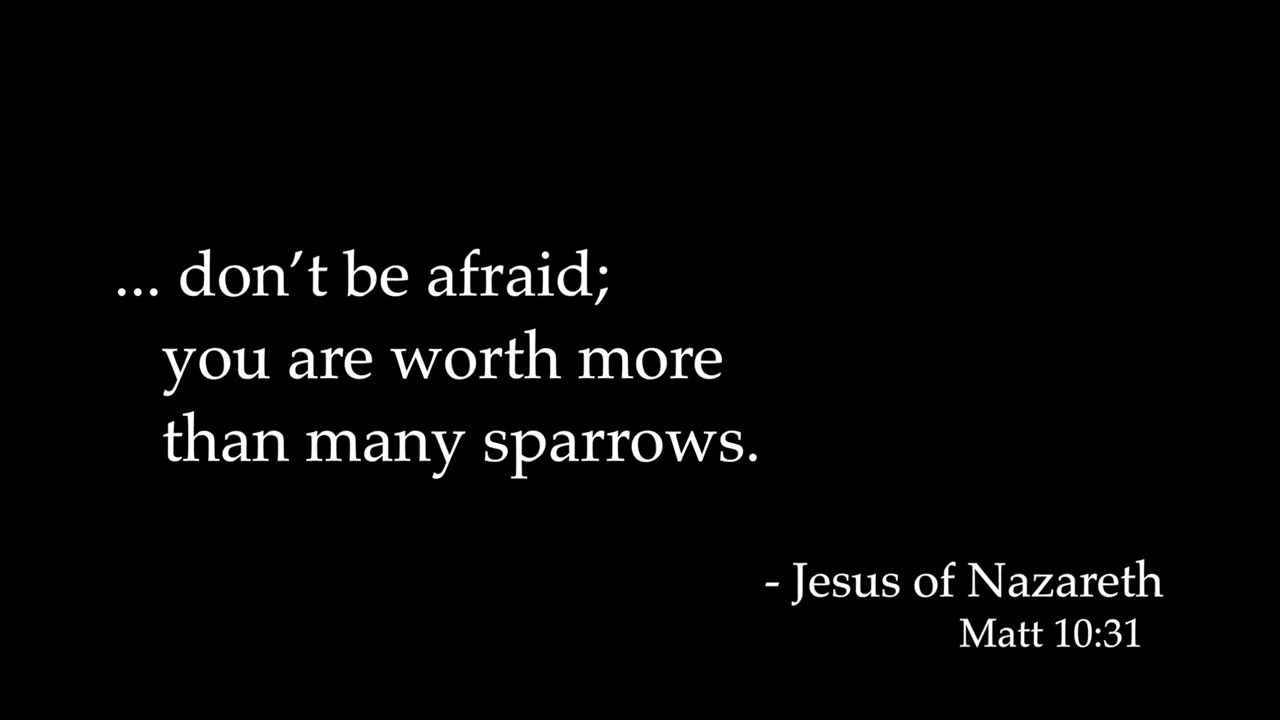 ... don’t be afraid;
you are worth more
than many sparrows.
- Jesus of Nazareth
Matt 10:31